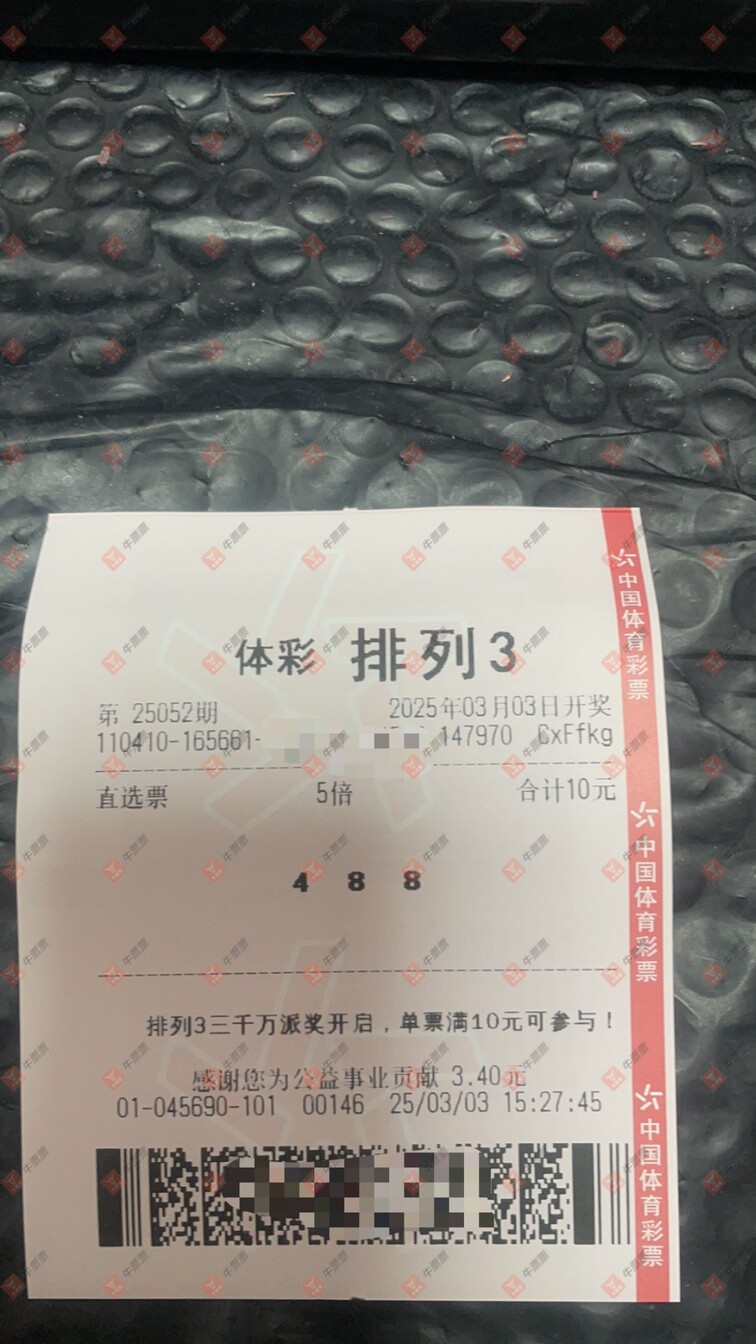 体彩 排列3
第 25052期 2025年03月03日开奖
110410-165661- 147970 CxFfkg
直选票 5倍 合计10元
4 8 8
排列3三千万派奖开启，单票满10元可参与！
感谢您为公益事业贡献 3.40元
01-045690-101 00146 25/03/03 15:27:45
中国体育彩票
中国体育彩票
中国体育彩票
牛票票